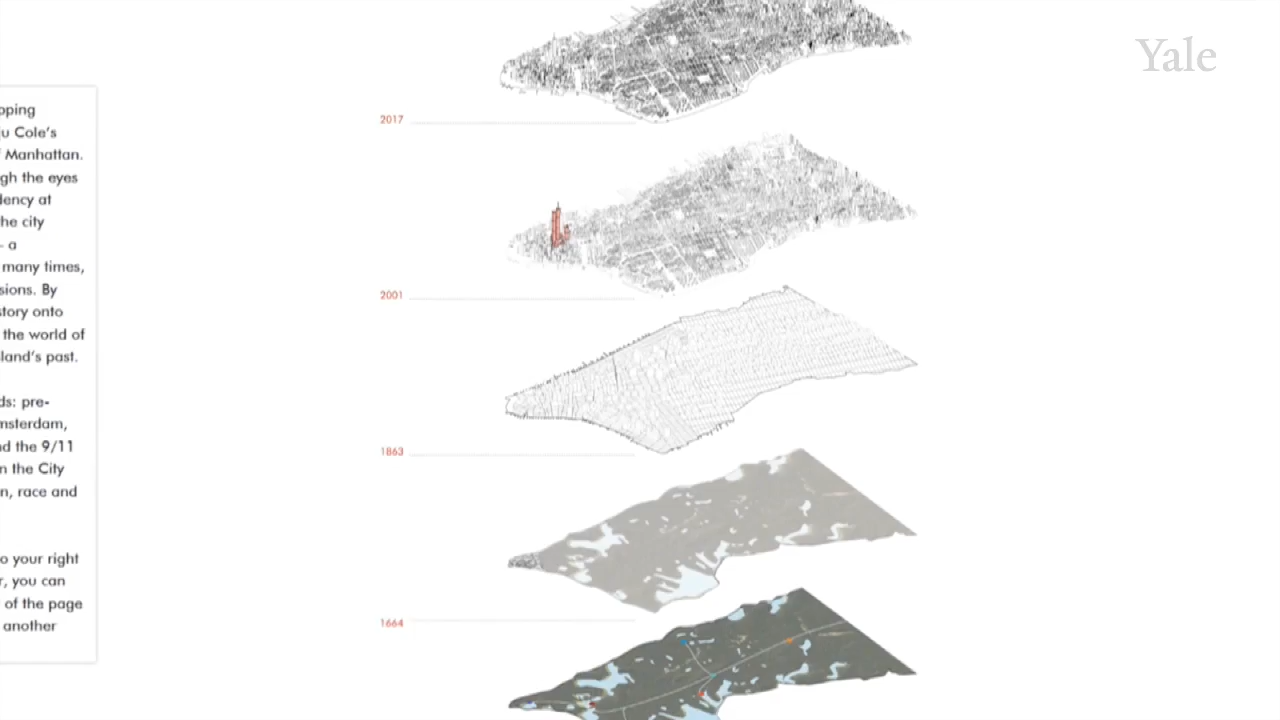 Yale
pping
u Cole's
Manhattan.
gh the eyes
dency at
he city
- a
many times,
sions. By
story onto
the world of
land's past.
ds: pre-
msterdam,
nd the 9/11
n the City
n, race and
o your right
r, you can
of the page
another
2017
2001
1863
1664